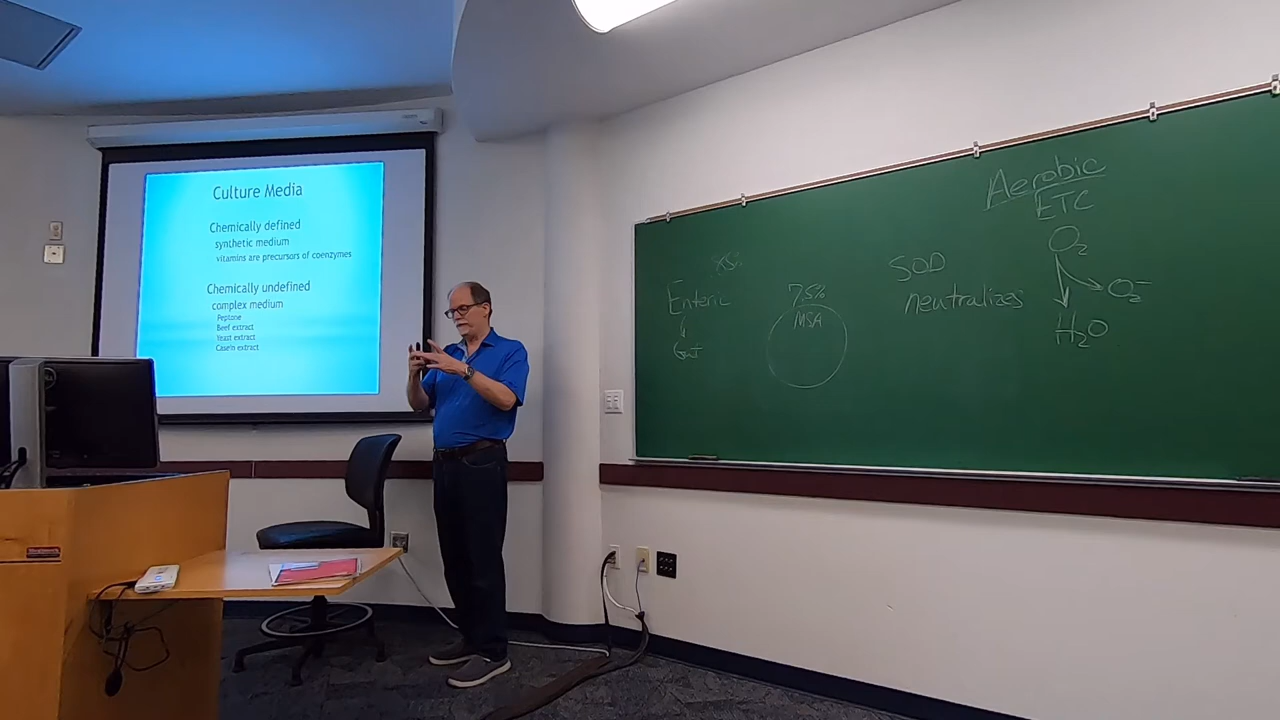 Culture Media
Chemically defined
synthetic medium
vitamins are precursors of coenzymes
Chemically undefined
complex medium
Peptone
Beef extract
Yeast extract
Casein extract
Enteric
Gut
7.5%
MSA
SOD
neutralizes
Aerobic
ETC
O₂
O₂⁻
H₂O